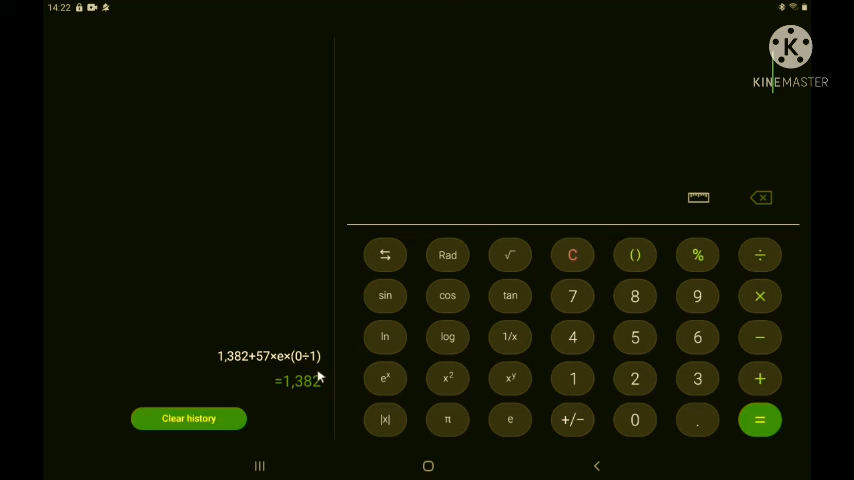 14:22
K
KINEMASTER
1,382+57×e×(0÷1)
=1,382
Clear history
⇆ Rad √ C () % ÷
sin cos tan 7 8 9 ×
ln log 1/x 4 5 6 −
eˣ x² xʸ 1 2 3 +
|x| π e +/− 0 . =